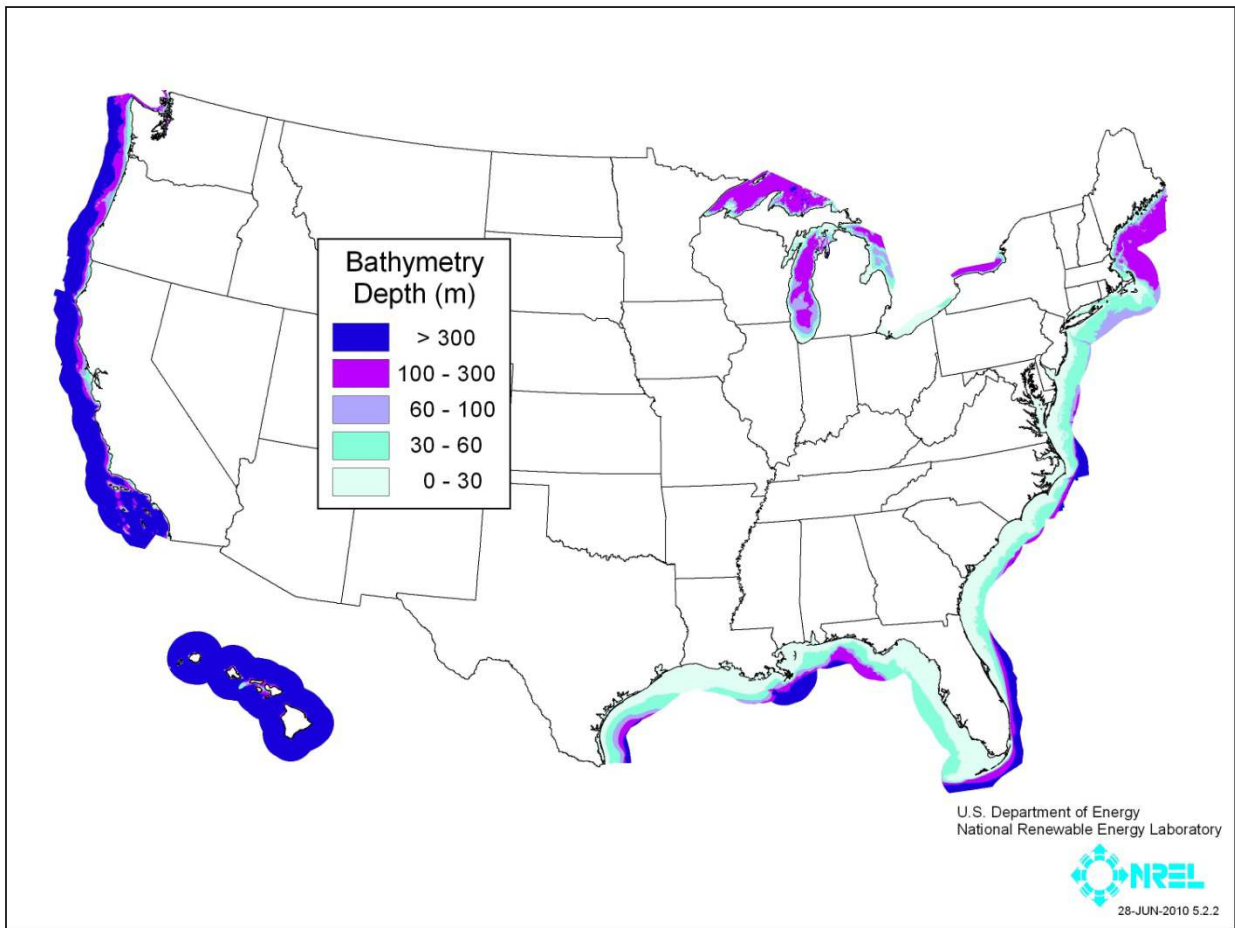 Bathymetry
Depth (m)
> 300
100 - 300
60 - 100
30 - 60
0 - 30
U.S. Department of Energy
National Renewable Energy Laboratory
NREL
28-JUN-2010 5.2.2